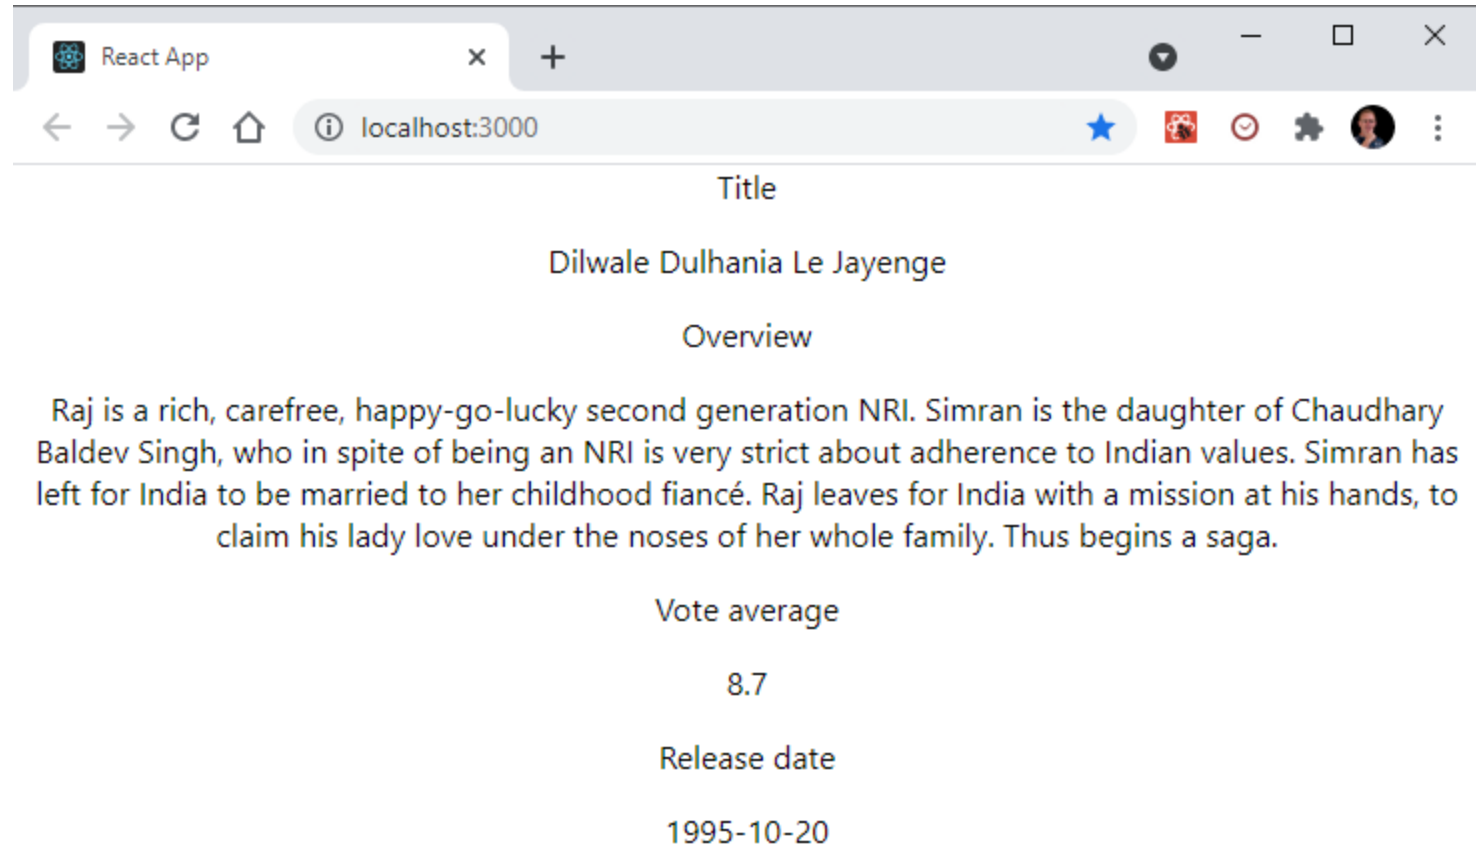 React App
localhost:3000
Title
Dilwale Dulhania Le Jayenge
Overview
Raj is a rich, carefree, happy-go-lucky second generation NRI. Simran is the daughter of Chaudhary
Baldev Singh, who in spite of being an NRI is very strict about adherence to Indian values. Simran has
left for India to be married to her childhood fiancé. Raj leaves for India with a mission at his hands, to
claim his lady love under the noses of her whole family. Thus begins a saga.
Vote average
8.7
Release date
1995-10-20